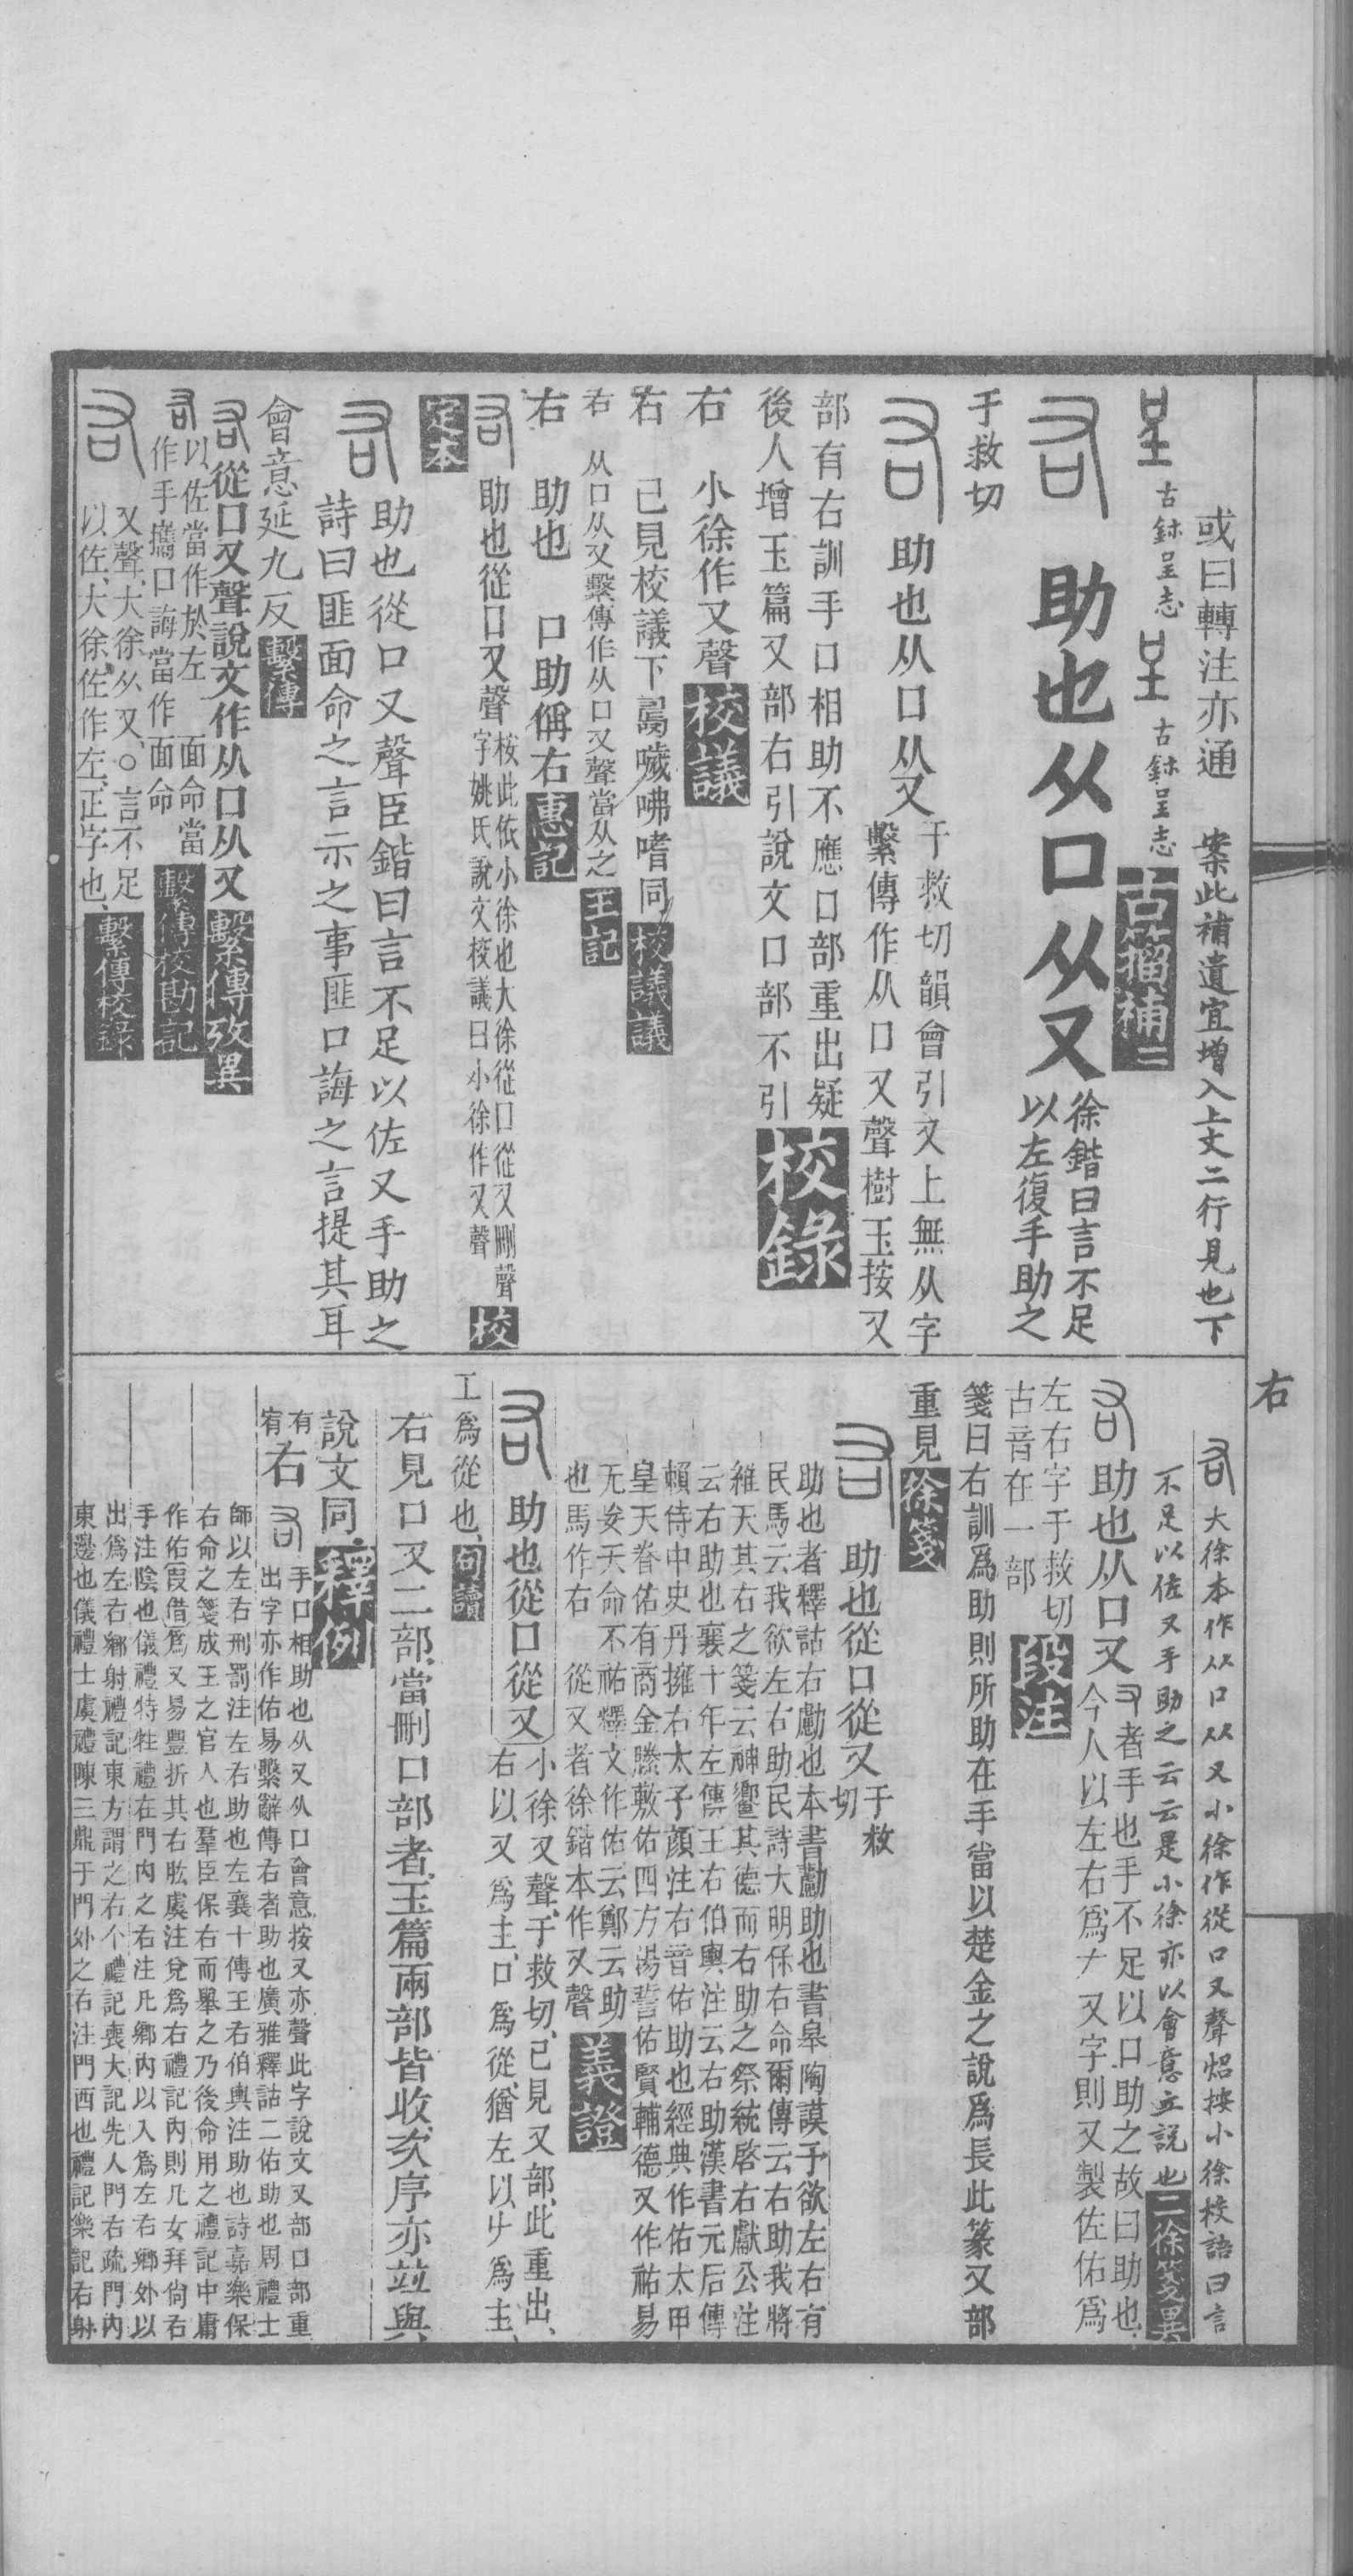 或曰轉注亦通 案此補遺宜增入上文二行見也下
古鉨呈志 古鉨呈志 古籀補二
助也从口从又 徐鍇曰言不足
以左復手助之
于救切
助也从口从又 于救切韻會引又上無从字
繫傳作从口又聲樹玉按又
部有右訓手口相助不應口部重出疑
後人增玉篇又部右引說文口部不引 校錄
右 小徐作又聲 校議
右 已見校議下噧噦咈嗜同 校議議
右 从口从又繫傳作从口又聲當从之 王記
右 助也 口助稱右 惠記
助也從口又聲 桉此依小徐也大徐從口從又刪聲
字姚氏說文校議曰小徐作又聲 校
定本
助也從口又聲臣鍇曰言不足以佐又手助之
詩曰匪面命之言示之事匪口誨之言提其耳
會意延九反 繫傳
從口又聲說文作从口从又 繫傳攷異
以佐當作於左 面命當
作手攜口誨當作面命 繫傳校勘記
又聲、大徐从又、○言不足
以佐、大徐、佐作左、正字也、 繫傳校錄
右
大徐本作从口从又小徐作從口又聲炤按小徐校語曰言
不足以佐又手助之云云是小徐亦以會意立說也 二徐箋異
助也从口又 又者手也手不足以口助之故曰助也、
今人以左右爲𠂇又字則又製佐佑爲
左右字于救切
古音在一部 段注
箋曰右訓爲助則所助在手當以楚金之說爲長此篆又部
重見 徐箋
助也從口從又 于救
切
助也者釋詁右勴也本書勴助也書皋陶謨予欲左右有
民馬云我欲左右助民詩大明保右命爾傳云右助我將
維天其右之箋云神饗其德而右助之祭統啓右獻公注
云右助也襄十年左傳王右伯輿注云右助漢書元后傳
賴侍中史丹擁右太子顏注右音佑助也經典作佑太甲
皇天眷佑有商金縢敷佑四方湯誓佑賢輔德又作祐易
无妄天命不祐釋文作佑云鄭云助
也馬作右 從又者徐鍇本作又聲 義證
助也從口從又 小徐又聲、于救切、已見又部、此重出、
右以又爲主、口爲從、猶左以𠂇爲主、
工爲從也、 句讀
右見口又二部、當刪口部者、玉篇兩部皆收、次序亦竝與
說文同、 釋例
右 有
宥
手口相助也从又从口會意按又亦聲此字說文又部口部重
出字亦作佑易繫辭傳右者助也廣雅釋詁二佑助也周禮士
師以左右刑罰注左右助也左襄十傳王右伯輿注助也詩嘉樂保
右命之箋成王之官人也羣臣保右而舉之乃後命用之禮記中庸
作佑叚借爲又易豐折其右肱虞注兌爲右禮記內則凡女拜尙右
手注陰也儀禮特牲禮在門內之右注凡鄉內以入爲左右鄉外以
出爲左右鄉射禮記東方謂之右个禮記喪大記先人門右疏門內
東邊也儀禮士虞禮陳三鼎于門外之右注門西也禮記樂記右射